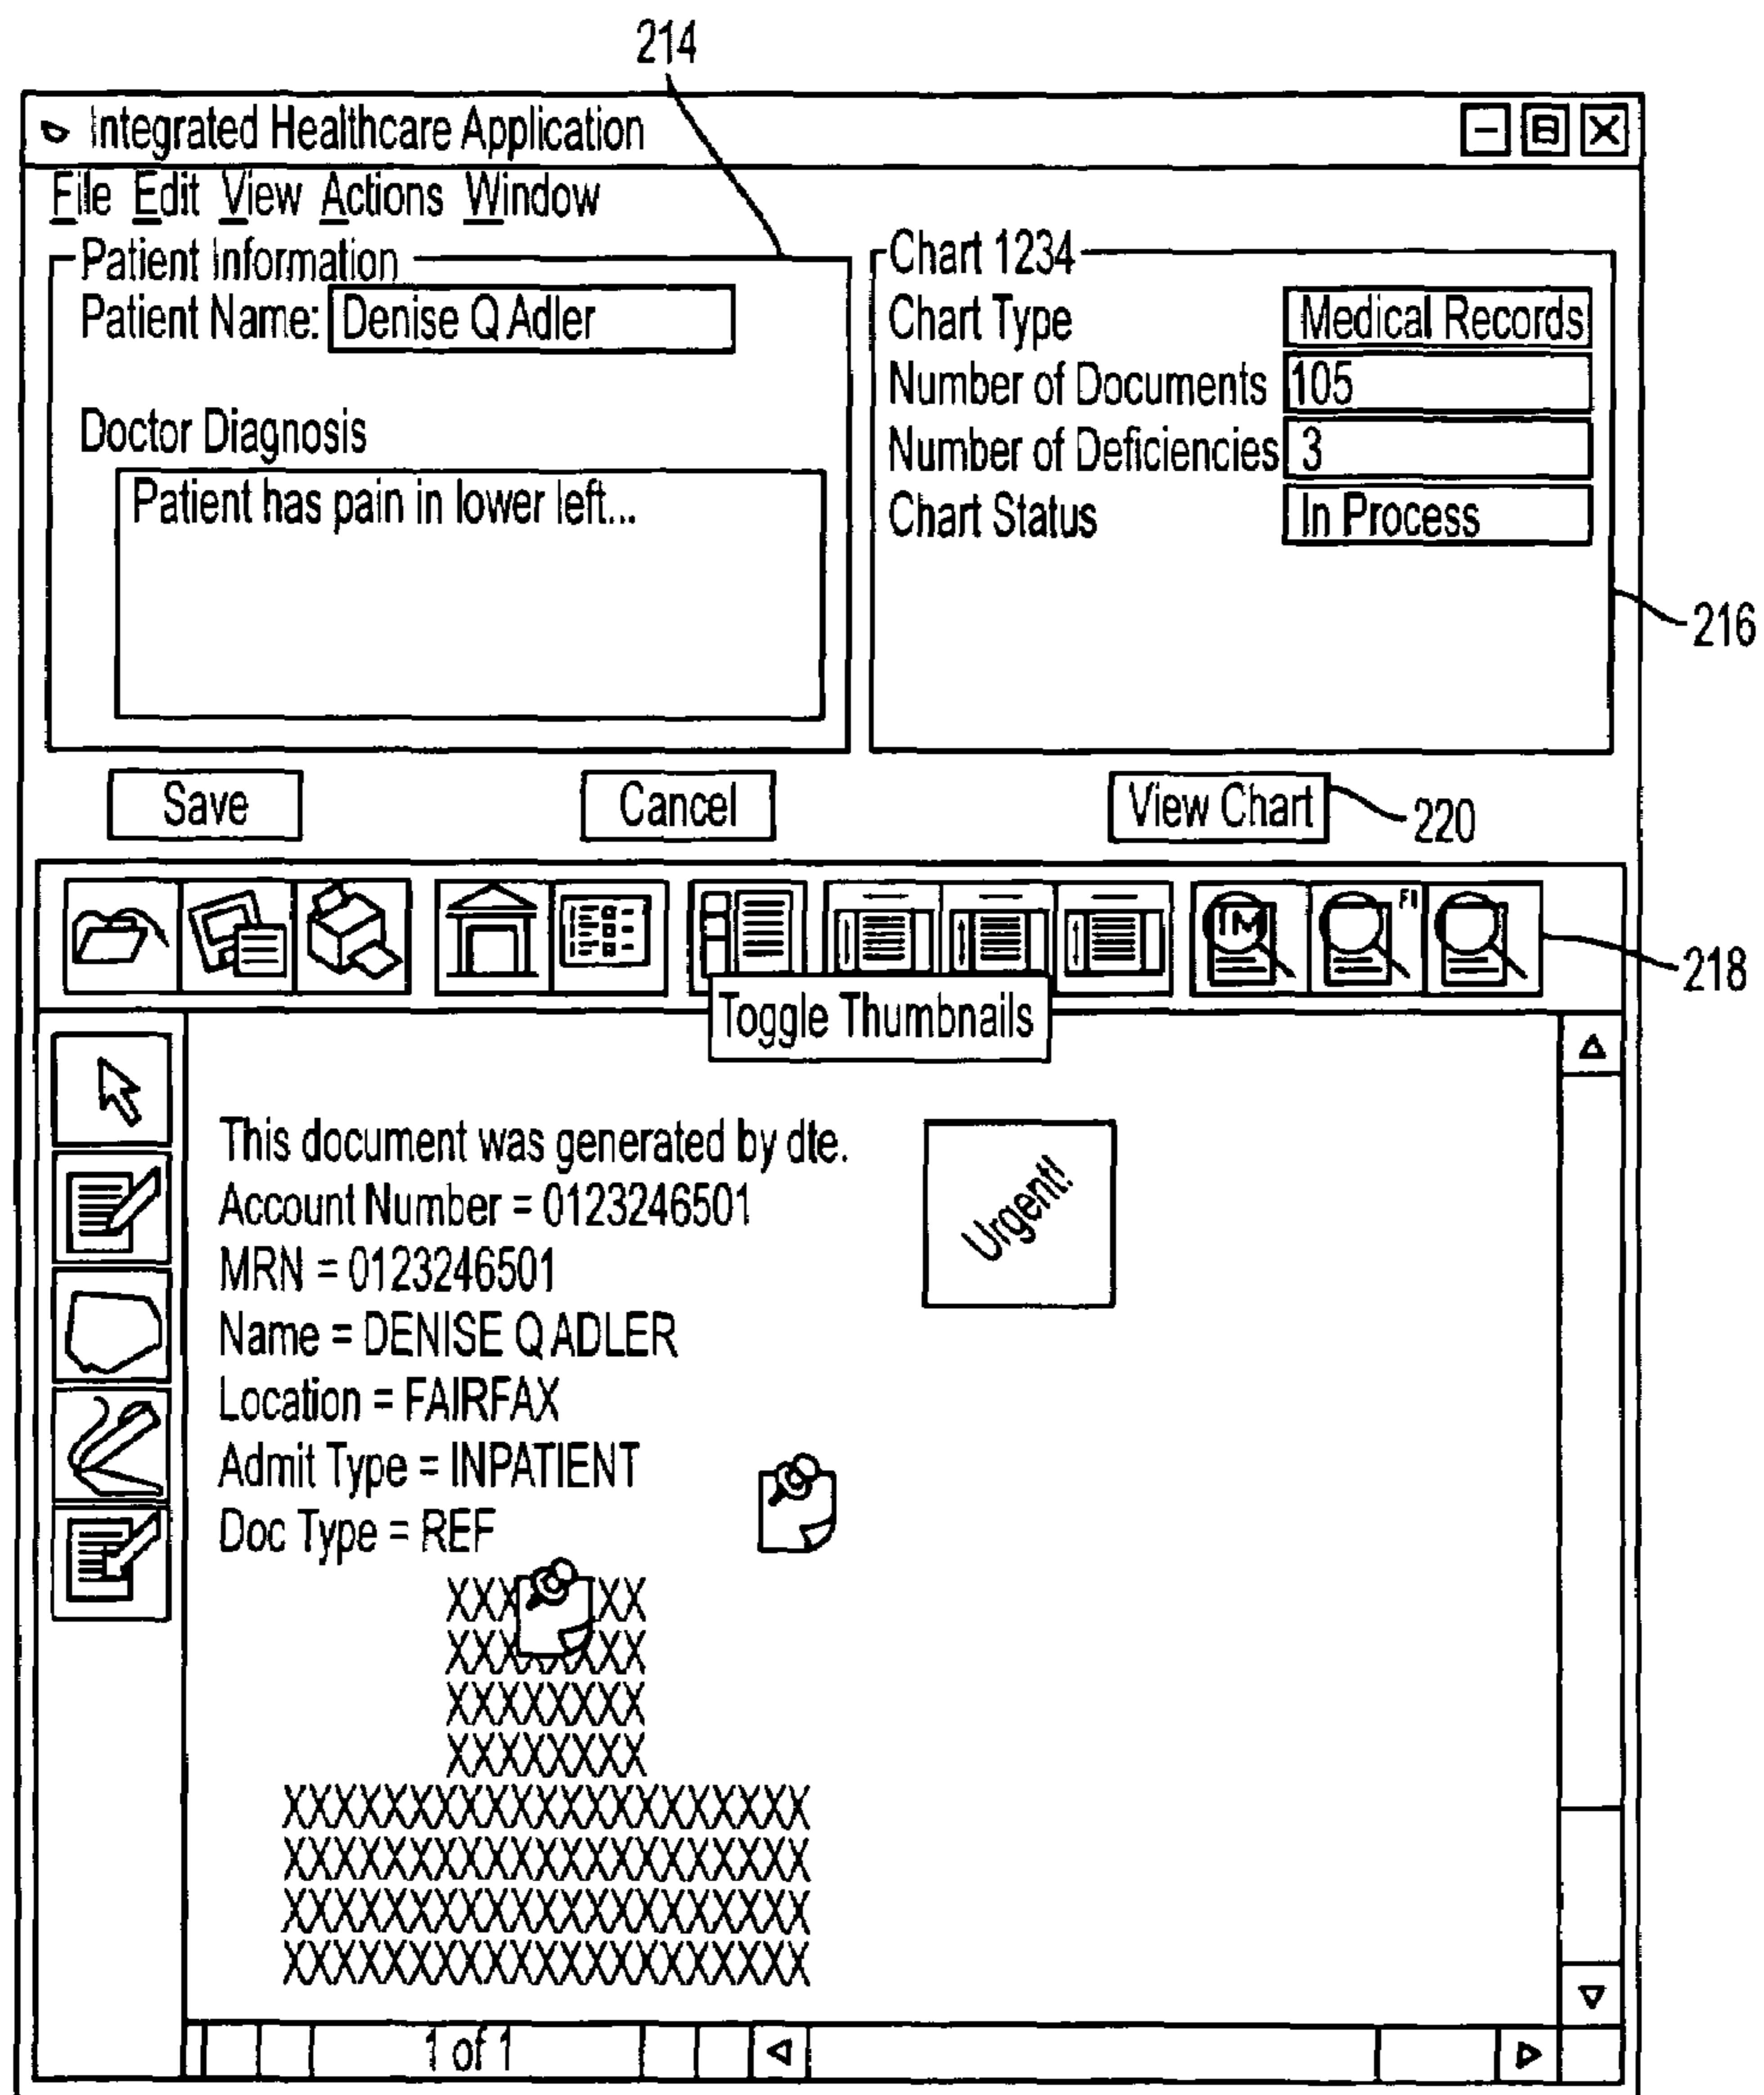 214
Integrated Healthcare Application
File Edit View Actions Window
Patient Information
Patient Name: Denise Q Adler
Doctor Diagnosis
Patient has pain in lower left...
Chart 1234
Chart Type Medical Records
Number of Documents 105
Number of Deficiencies 3
Chart Status In Process
216
Save Cancel View Chart 220
218
Toggle Thumbnails
This document was generated by dte.
Account Number = 0123246501
MRN = 0123246501
Name = DENISE Q ADLER
Location = FAIRFAX
Admit Type = INPATIENT
Doc Type = REF
Urgent!
XXXXXXXX
XXXXXXXX
1 of 1